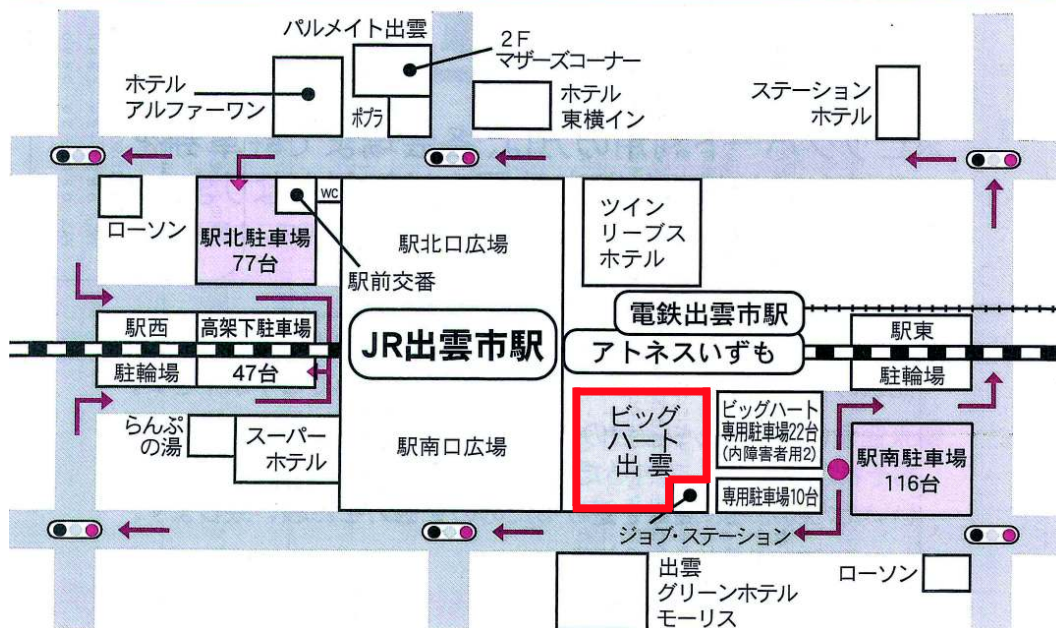 パルメイト出雲
2F
マザーズコーナー
ホテル
アルファーワン
ポプラ
ホテル
東横イン
ステーション
ホテル
ローソン
駅北駐車場
77台
WC
駅前交番
駅北口広場
ツイン
リーブス
ホテル
電鉄出雲市駅
駅西
高架下駐車場
JR出雲市駅
アトネスいずも
駅東
駐輪場
47台
駐輪場
らんぷ
の湯
スーパー
ホテル
駅南口広場
ビッグ
ハート
出雲
ビッグハート
専用駐車場22台
(内障害者用2)
専用駐車場10台
駅南駐車場
116台
ジョブ・ステーション
出雲
グリーンホテル
モーリス
ローソン